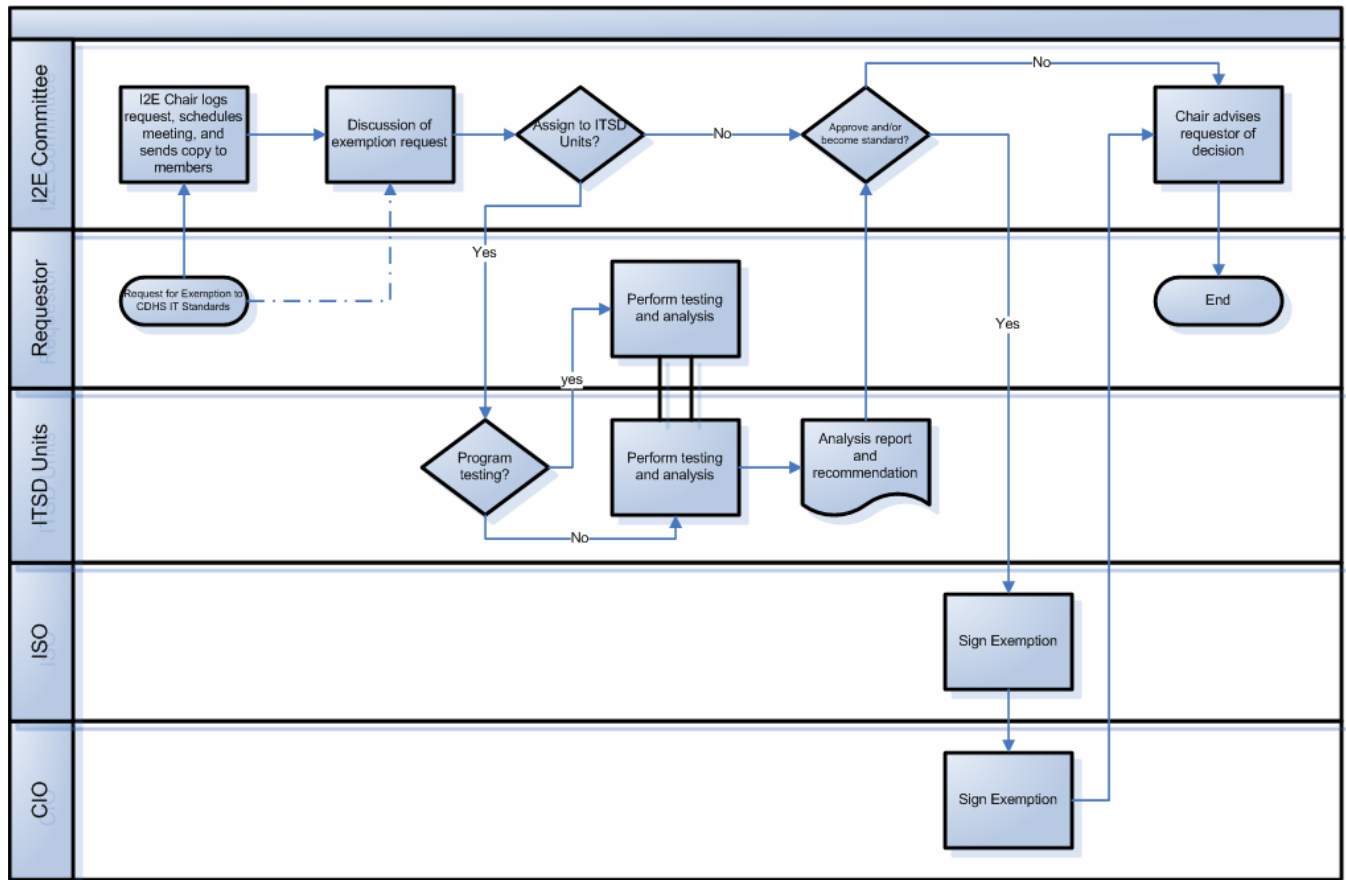 I2E Committee
I2E Chair logs
request, schedules
meeting, and
sends copy to
members
Discussion of
exemption request
Assign to ITSD
Units?
No
Approve and/or
become standard?
No
Chair advises
requestor of
decision
Yes
Requestor
Request for Exemption to
CDHS IT Standards
Perform testing
and analysis
Yes
End
yes
ITSD Units
Program
testing?
No
Perform testing
and analysis
Analysis report
and
recommendation
ISO
Sign Exemption
CIO
Sign Exemption